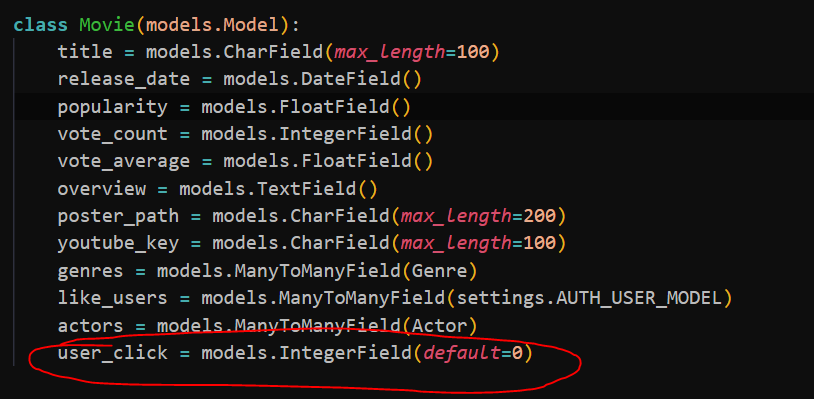 class Movie(models.Model):
    title = models.CharField(max_length=100)
    release_date = models.DateField()
    popularity = models.FloatField()
    vote_count = models.IntegerField()
    vote_average = models.FloatField()
    overview = models.TextField()
    poster_path = models.CharField(max_length=200)
    youtube_key = models.CharField(max_length=100)
    genres = models.ManyToManyField(Genre)
    like_users = models.ManyToManyField(settings.AUTH_USER_MODEL)
    actors = models.ManyToManyField(Actor)
    user_click = models.IntegerField(default=0)